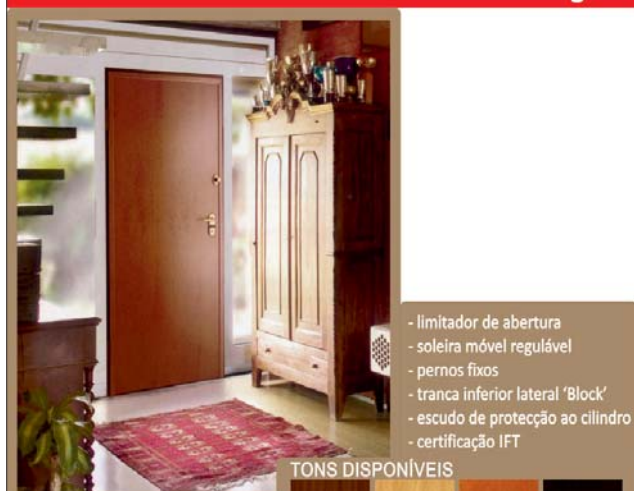 - limitador de abertura
- soleira móvel regulável
- pernos fixos
- tranca inferior lateral ‘Block’
- escudo de protecção ao cilindro
- certificação IFT
TONS DISPONÍVEIS